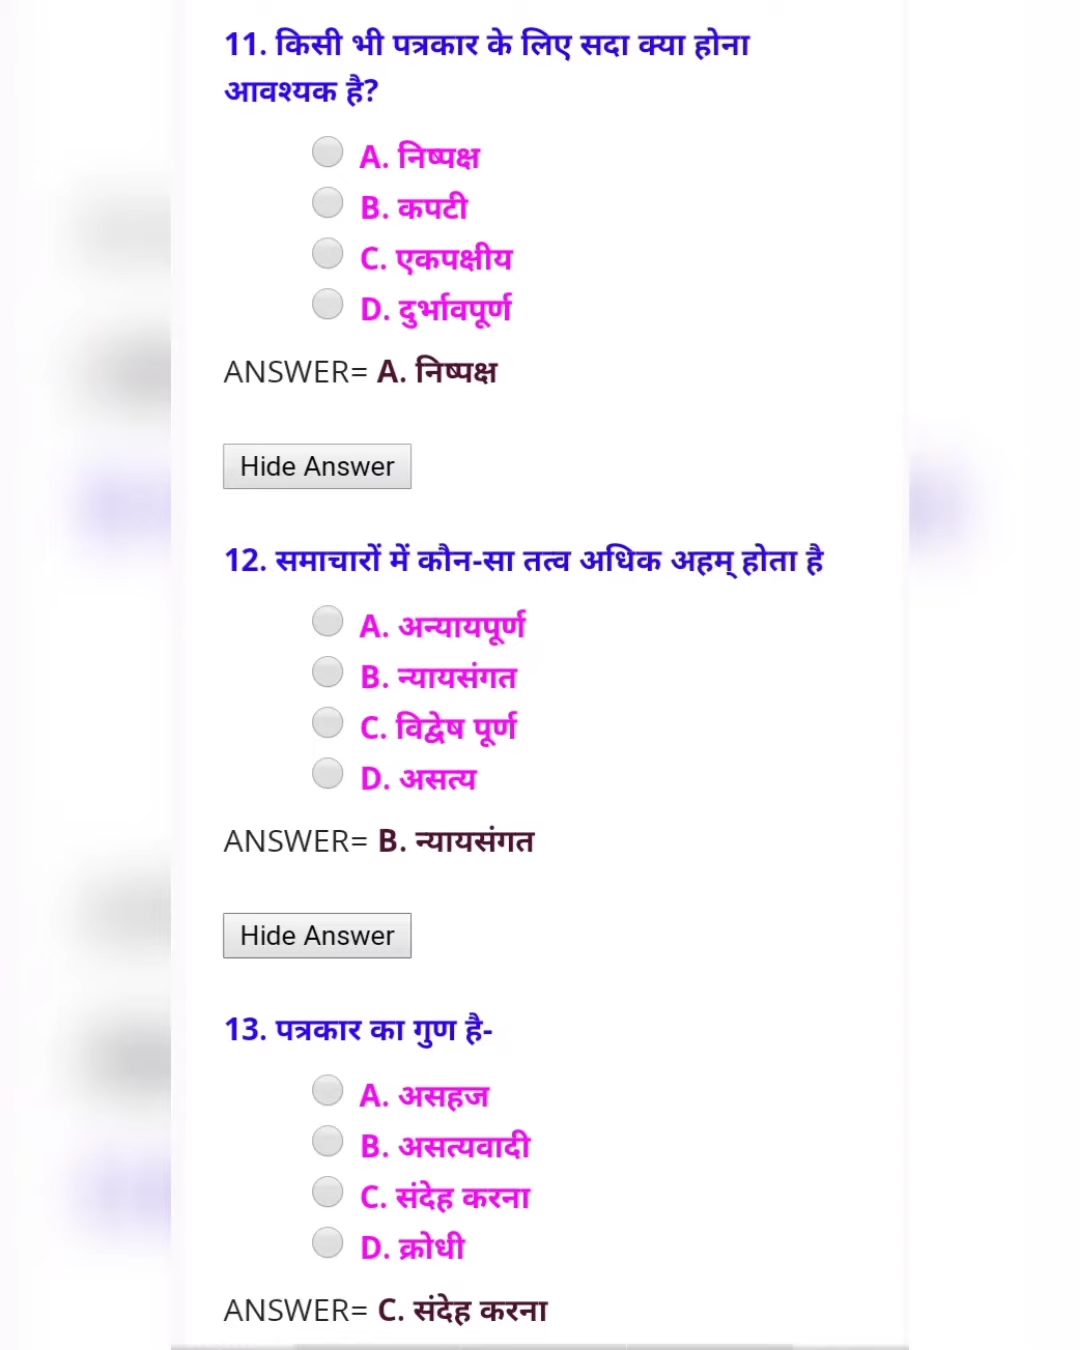 11. किसी भी पत्रकार के लिए सदा क्या होना
आवश्यक है?
A. निष्पक्ष
B. कपटी
C. एकपक्षीय
D. दुर्भावपूर्ण
ANSWER= A. निष्पक्ष
Hide Answer
12. समाचारों में कौन-सा तत्व अधिक अहम् होता है
A. अन्यायपूर्ण
B. न्यायसंगत
C. विद्वेष पूर्ण
D. असत्य
ANSWER= B. न्यायसंगत
Hide Answer
13. पत्रकार का गुण है-
A. असहज
B. असत्यवादी
C. संदेह करना
D. क्रोधी
ANSWER= C. संदेह करना